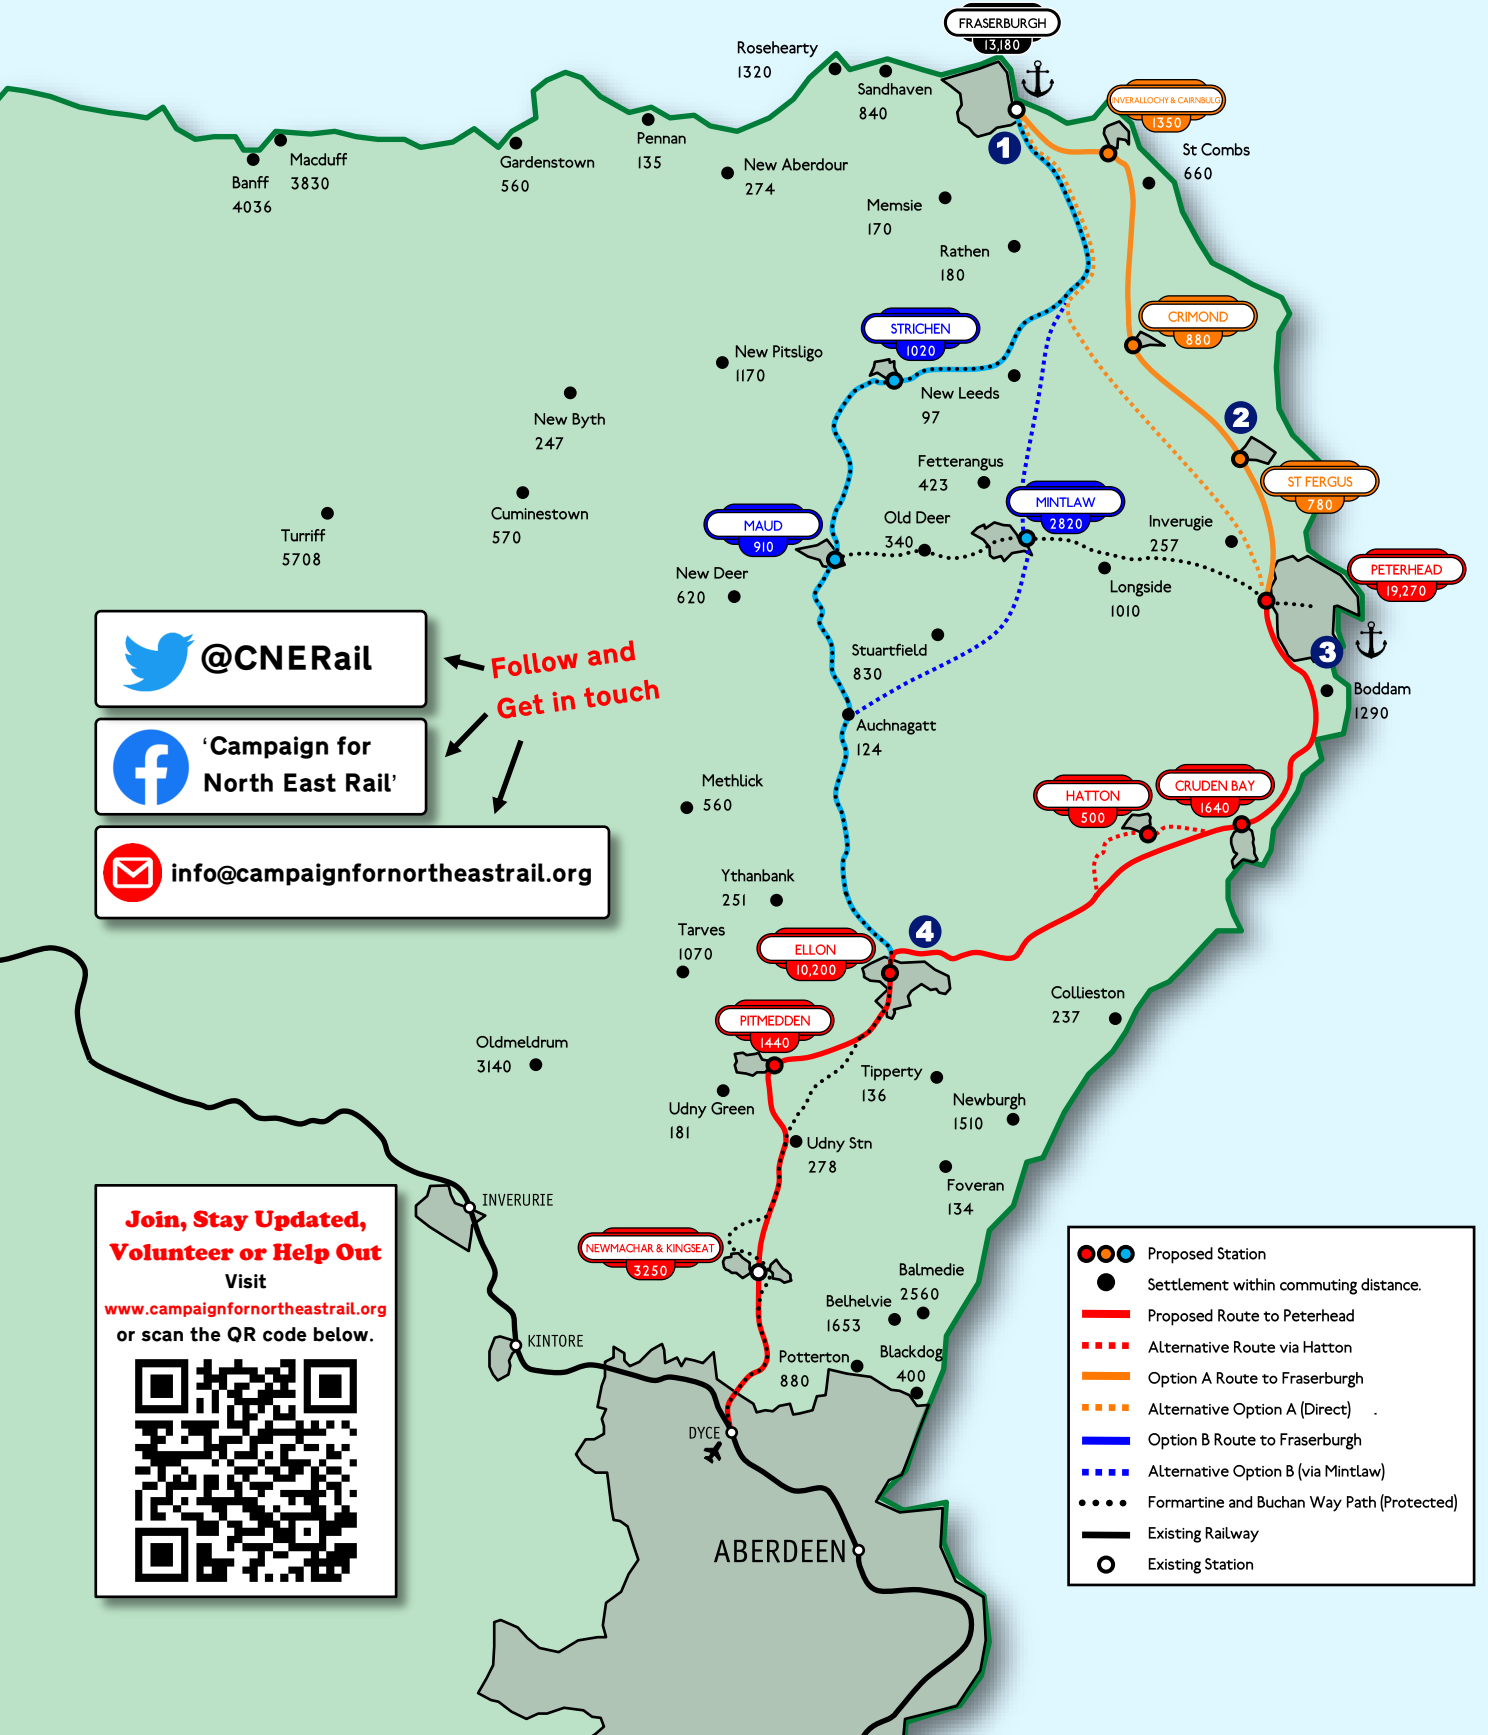 FRASERBURGH
13,180
Rosehearty
1320
Sandhaven
840
INVERALLOCHY & CAIRNBULG
1350
1
St Combs
660
Macduff
3830
Banff
4036
Gardenstown
560
Pennan
135
New Aberdour
274
Memsie
170
Rathen
180
STRICHEN
1020
CRIMOND
880
New Pitsligo
1170
New Leeds
97
New Byth
247
2
Fetterangus
423
ST FERGUS
780
MINTLAW
2820
MAUD
910
Old Deer
340
Inverugie
257
Cuminestown
570
Turriff
5708
PETERHEAD
19,270
New Deer
620
Longside
1010
Stuartfield
830
3
Boddam
1290
Auchnagatt
124
@CNERail
Follow and
Get in touch
'Campaign for
North East Rail'
info@campaignfornortheastrail.org
Methlick
560
HATTON
500
CRUDEN BAY
1640
Ythanbank
251
Tarves
1070
ELLON
10,200
4
Collieston
237
PITMEDDEN
1440
Oldmeldrum
3140
Tipperty
136
Udny Green
181
Newburgh
1510
Udny Stn
278
Foveran
134
INVERURIE
NEWMACHAR & KINGSEAT
3250
Balmedie
2560
Belhelvie
1653
KINTORE
Potterton
880
Blackdog
400
DYCE
ABERDEEN
Join, Stay Updated,
Volunteer or Help Out
Visit
www.campaignfornortheastrail.org
or scan the QR code below.
Proposed Station
Settlement within commuting distance.
Proposed Route to Peterhead
Alternative Route via Hatton
Option A Route to Fraserburgh
Alternative Option A (Direct) .
Option B Route to Fraserburgh
Alternative Option B (via Mintlaw)
Formartine and Buchan Way Path (Protected)
Existing Railway
Existing Station